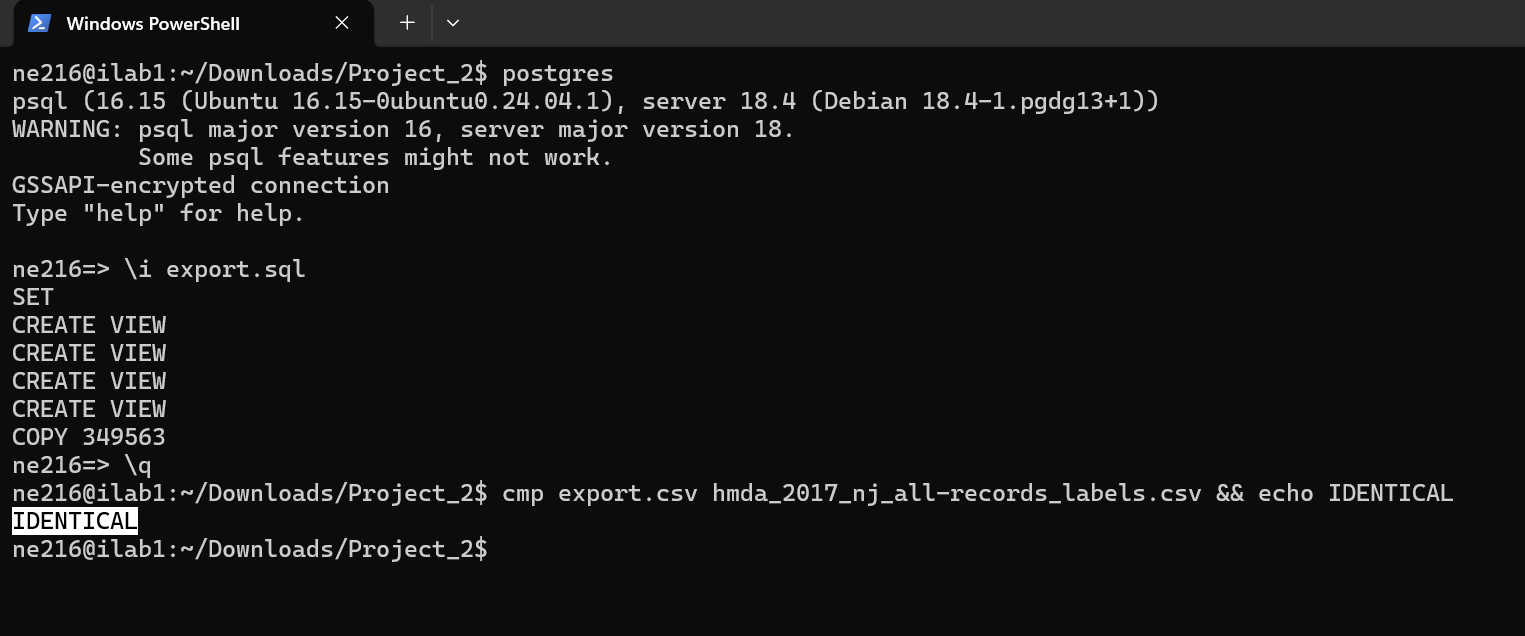 Windows PowerShell
ne216@ilab1:~/Downloads/Project_2$ postgres
psql (16.15 (Ubuntu 16.15-0ubuntu0.24.04.1), server 18.4 (Debian 18.4-1.pgdg13+1))
WARNING: psql major version 16, server major version 18.
         Some psql features might not work.
GSSAPI-encrypted connection
Type "help" for help.
ne216=> \i export.sql
SET
CREATE VIEW
CREATE VIEW
CREATE VIEW
CREATE VIEW
COPY 349563
ne216=> \q
ne216@ilab1:~/Downloads/Project_2$ cmp export.csv hmda_2017_nj_all-records_labels.csv && echo IDENTICAL
IDENTICAL
ne216@ilab1:~/Downloads/Project_2$